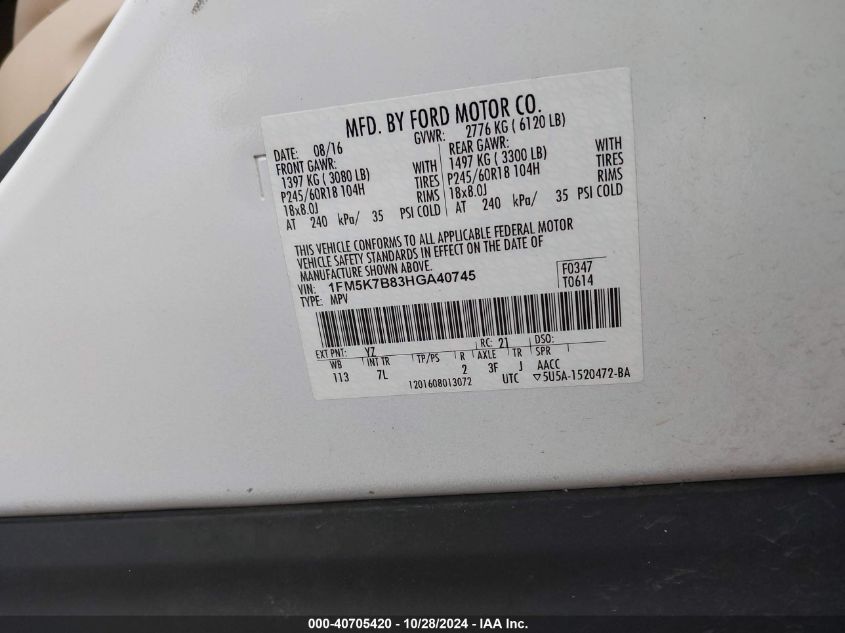 MFD. BY FORD MOTOR CO.
DATE: 08/16 GVWR: 2776 KG ( 6120 LB)
FRONT GAWR: REAR GAWR:
1397 KG ( 3080 LB) WITH 1497 KG ( 3300 LB) WITH
P245/60R18 104H TIRES P245/60R18 104H TIRES
18x8.0J RIMS 18x8.0J RIMS
AT 240 kPa/ 35 PSI COLD AT 240 kPa/ 35 PSI COLD
THIS VEHICLE CONFORMS TO ALL APPLICABLE FEDERAL MOTOR
VEHICLE SAFETY STANDARDS IN EFFECT ON THE DATE OF
MANUFACTURE SHOWN ABOVE.
VIN: 1FM5K7B83HGA40745 F0347
TYPE: MPV T0614
EXT PNT: YZ RC: 21 DSO:
WB INT TR TP/PS R AXLE TR SPR
113 7L 2 3F J AACC
1201608013072 UTC ▽5U5A-1520472-BA
000-40705420 - 10/28/2024 - IAA Inc.